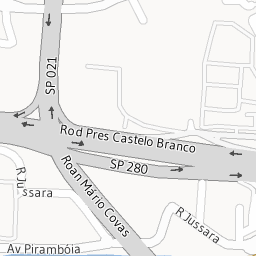 SP 021
Rod Pres Castelo Branco
SP 280
Roan Mário Covas
R Jussara
R Jussara
Av Pirambóia